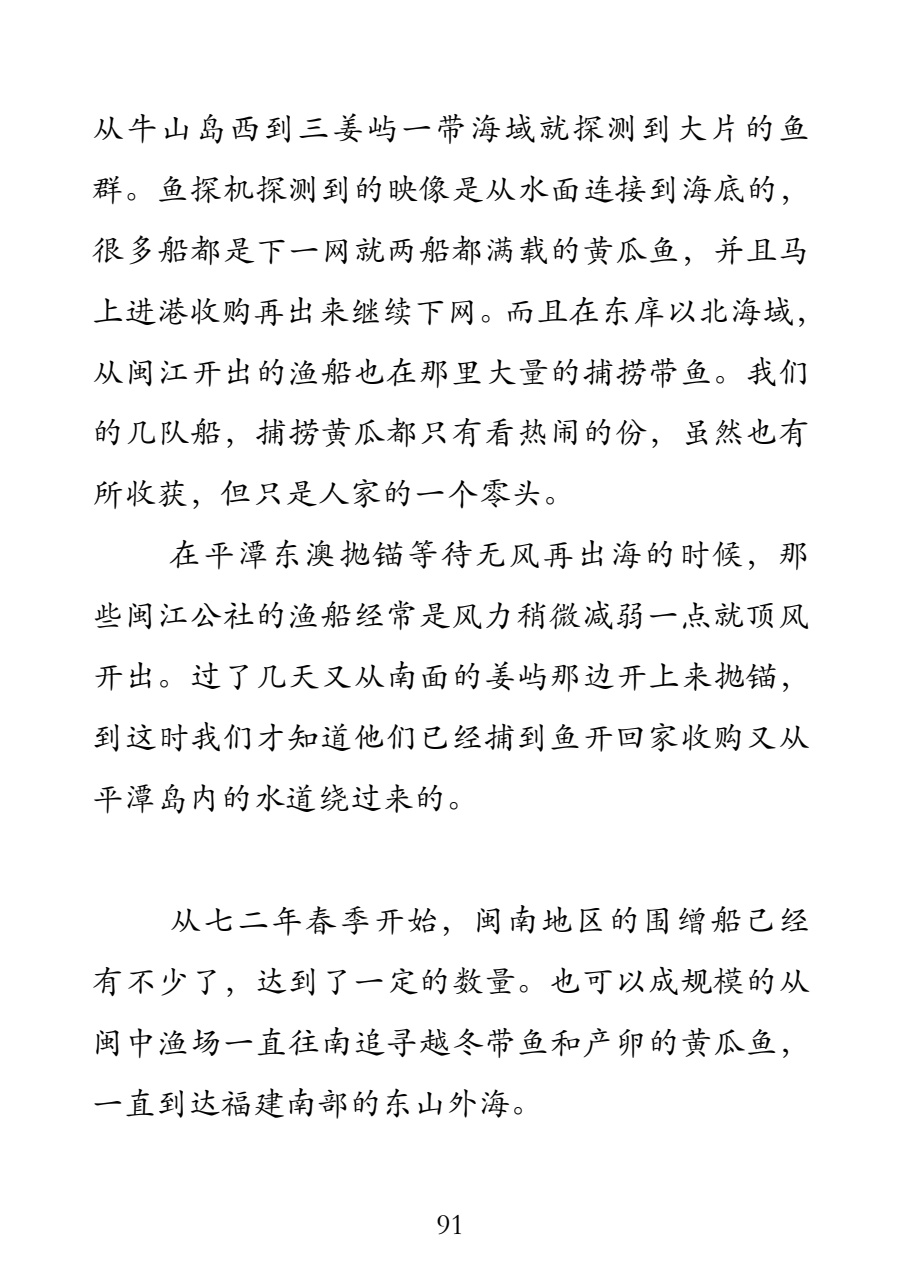 从牛山岛西到三姜屿一带海域就探测到大片的鱼
群。鱼探机探测到的映像是从水面连接到海底的，
很多船都是下一网就两船都满载的黄瓜鱼，并且马
上进港收购再出来继续下网。而且在东庠以北海域，
从闽江开出的渔船也在那里大量的捕捞带鱼。我们
的几队船，捕捞黄瓜都只有看热闹的份，虽然也有
所收获，但只是人家的一个零头。
在平潭东澳抛锚等待无风再出海的时候，那
些闽江公社的渔船经常是风力稍微减弱一点就顶风
开出。过了几天又从南面的姜屿那边开上来抛锚，
到这时我们才知道他们已经捕到鱼开回家收购又从
平潭岛内的水道绕过来的。
从七二年春季开始，闽南地区的围缯船己经
有不少了，达到了一定的数量。也可以成规模的从
闽中渔场一直往南追寻越冬带鱼和产卵的黄瓜鱼，
一直到达福建南部的东山外海。
91